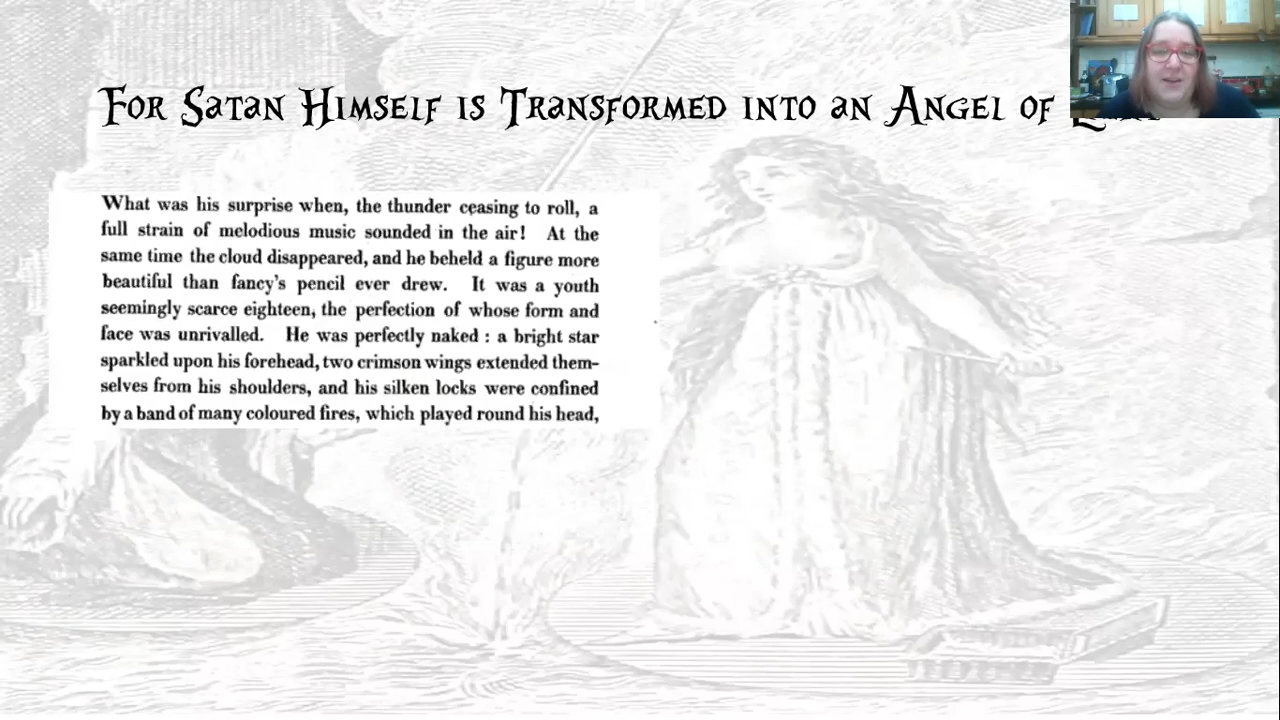 For Satan Himself is Transformed into an Angel of
What was his surprise when, the thunder ceasing to roll, a
full strain of melodious music sounded in the air! At the
same time the cloud disappeared, and he beheld a figure more
beautiful than fancy's pencil ever drew. It was a youth
seemingly scarce eighteen, the perfection of whose form and
face was unrivalled. He was perfectly naked : a bright star
sparkled upon his forehead, two crimson wings extended them-
selves from his shoulders, and his silken locks were confined
by a band of many coloured fires, which played round his head,